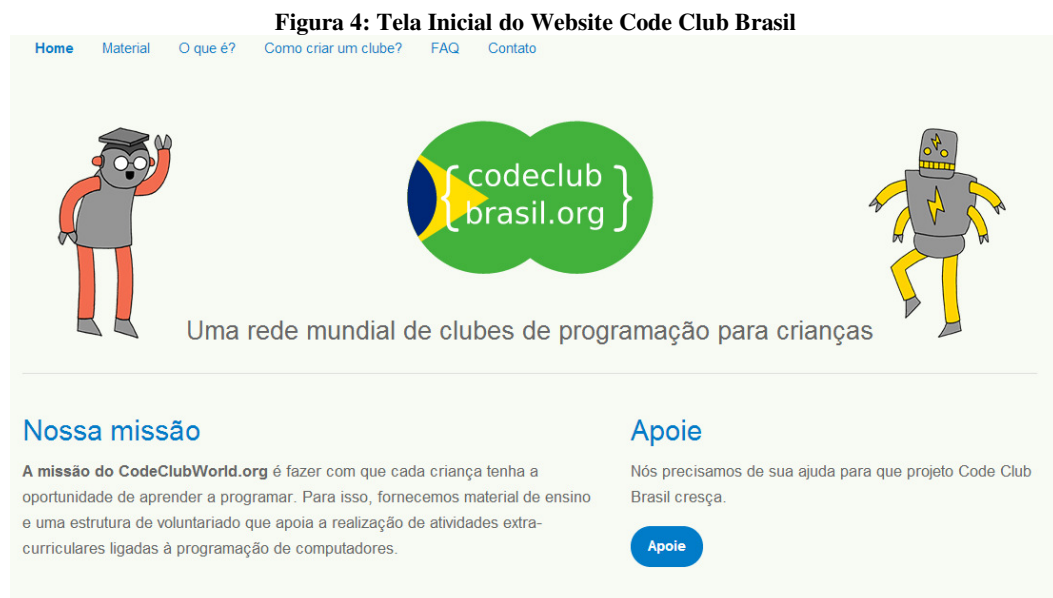 Figura 4: Tela Inicial do Website Code Club Brasil
Home Material O que é? Como criar um clube? FAQ Contato
{ codeclub
brasil.org }
Uma rede mundial de clubes de programação para crianças
Nossa missão
A missão do CodeClubWorld.org é fazer com que cada criança tenha a
oportunidade de aprender a programar. Para isso, fornecemos material de ensino
e uma estrutura de voluntariado que apoia a realização de atividades extra-
curriculares ligadas à programação de computadores.
Apoie
Nós precisamos de sua ajuda para que projeto Code Club
Brasil cresça.
Apoie